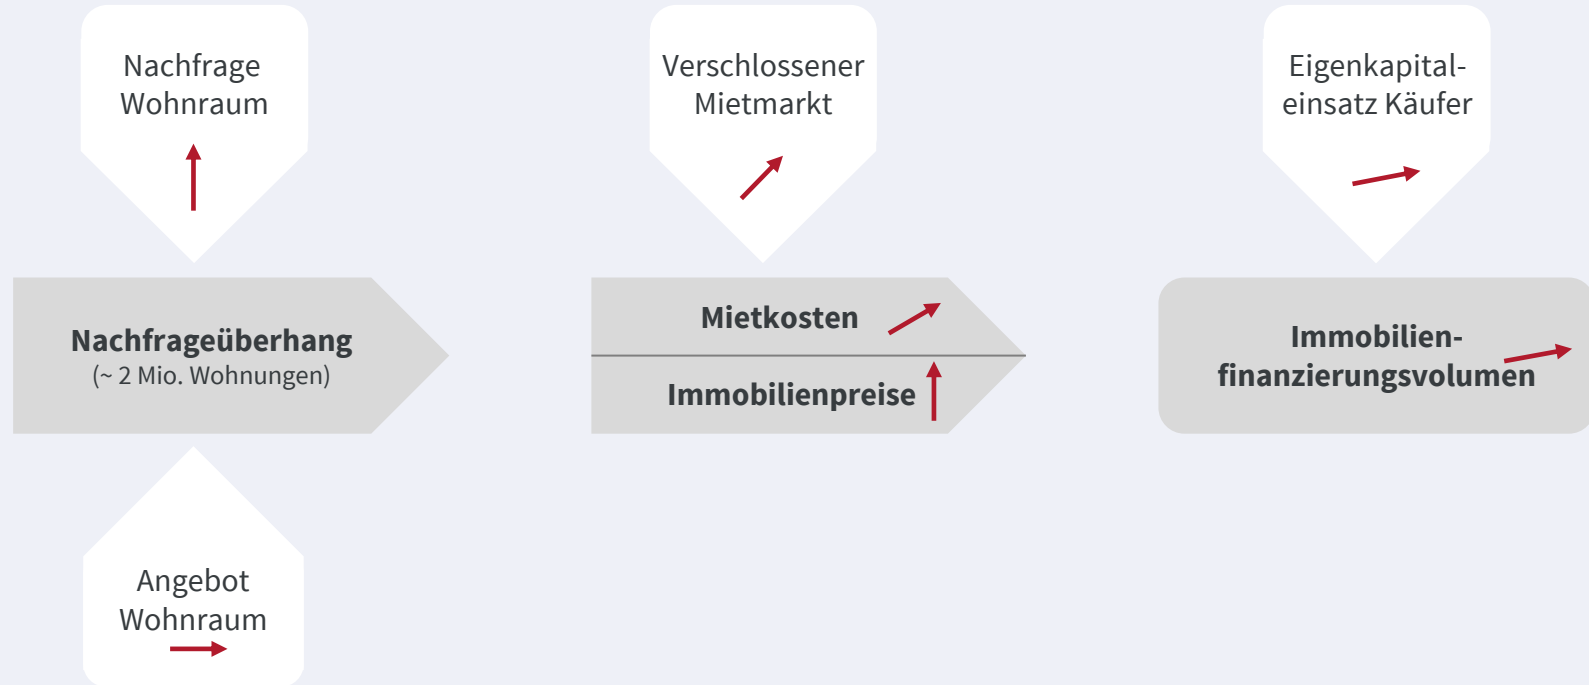 Nachfrage
Wohnraum
Verschlossener
Mietmarkt
Eigenkapital-
einsatz Käufer
Nachfrageüberhang
(~ 2 Mio. Wohnungen)
Mietkosten
Immobilienpreise
Immobilien-
finanzierungsvolumen
Angebot
Wohnraum